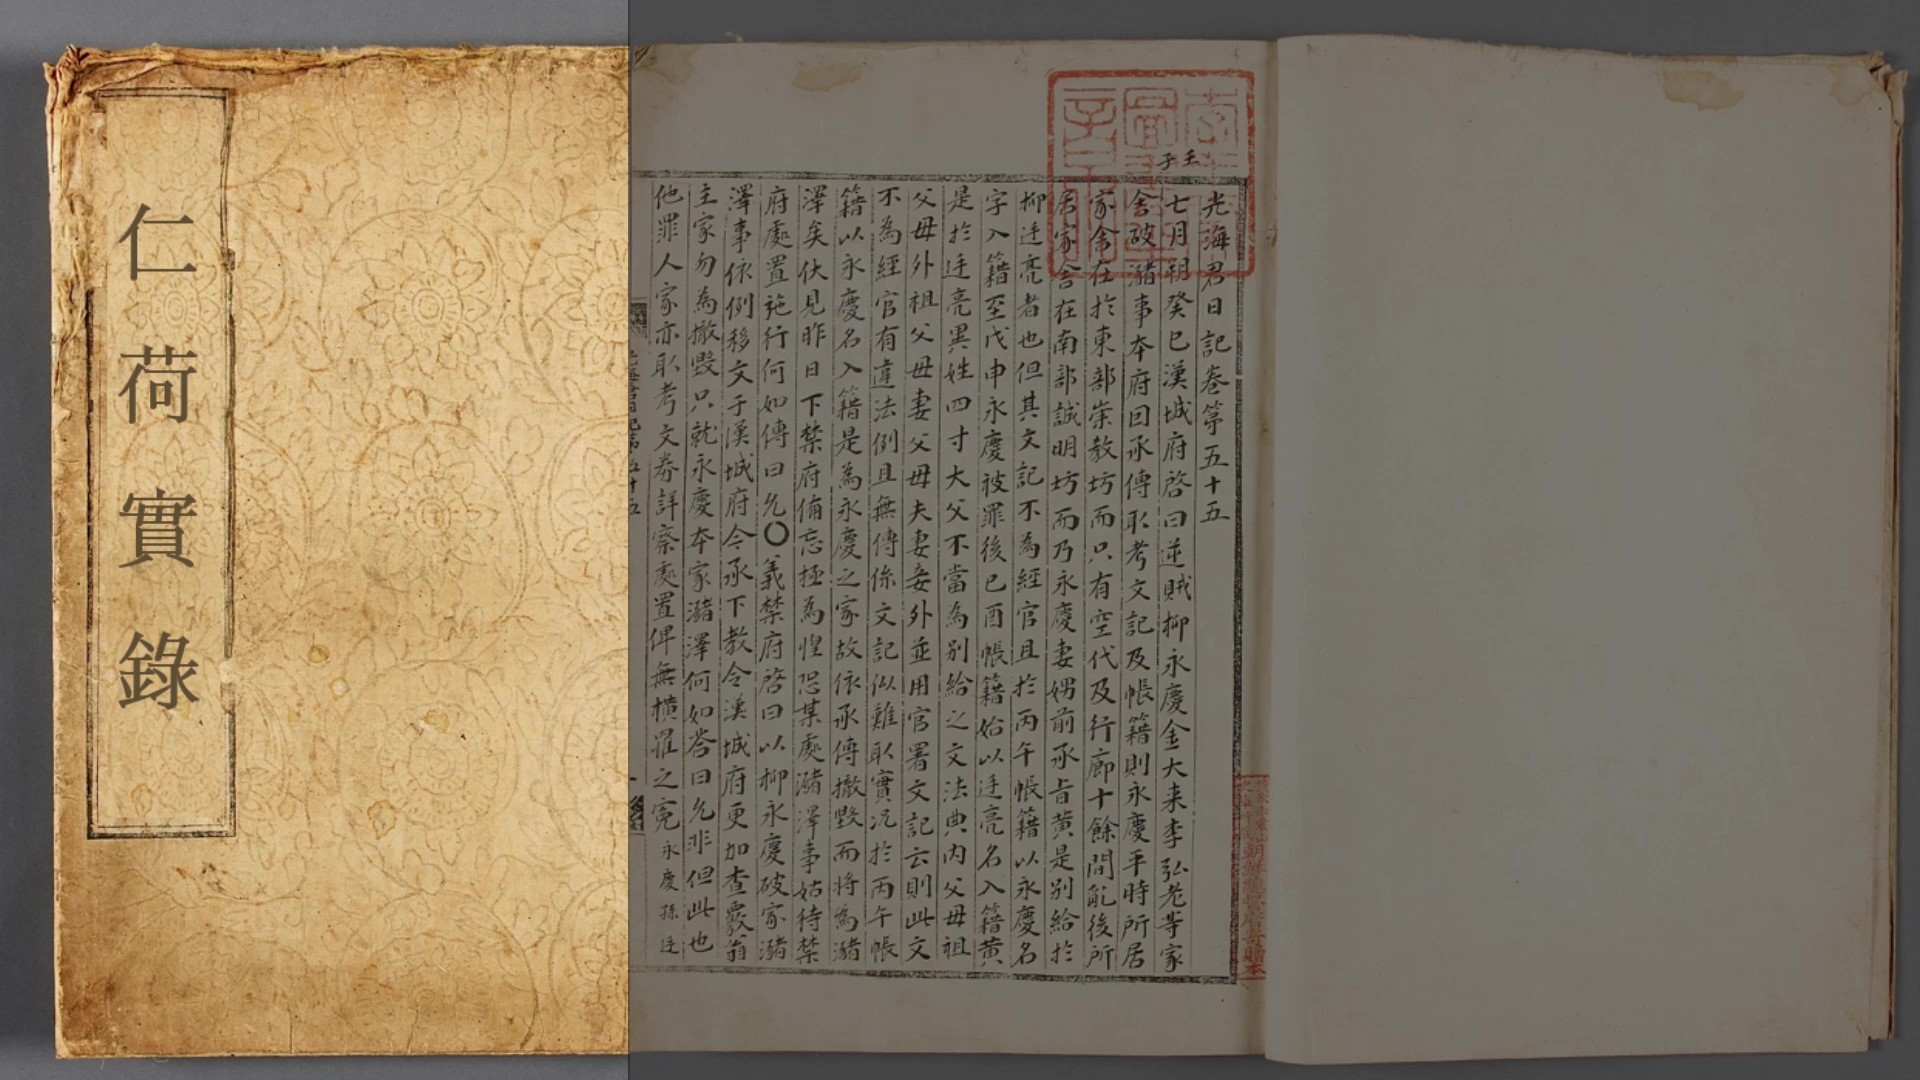 仁荷實錄
壬子
光海君日記卷第五十五
七月朔癸巳漢城府啓曰逆賊柳永慶金大來李弘老等家
舍破瀦事本府回承傳取考文記及帳籍則永慶平時所居
家舍在於東部崇教坊而只有空代及行廊十餘間亂後所
居家舍在南部誠明坊而乃永慶妻娚前承旨黃是別給於
柳廷亮者也但其文記不為經官且於丙午帳籍以永慶名
字入籍至戊申永慶被罪後己酉帳籍始以廷亮名入籍黃
是於廷亮異姓四寸大父不當為別給之文法典內父母祖
父母外祖父母妻父母夫妻妾外並用官署文記云則此文
不為經官有違法例且無傳係文記似難取實況於丙午帳
籍以永慶名入籍是為永慶之家故依承傳撤毀而將為瀦
澤矣伏見昨日下禁府備忘極為惶恐某處瀦澤事姑待禁
府處置施行何如傳曰允○義禁府啓曰以柳永慶破家瀦
澤事依例移文于漢城府令承下教令漢城府更加查覈翁
主家勿為撤毀只就永慶本家瀦澤何如答曰允非但此也
他罪人家亦取考文券詳察處置俾無橫罹之冤永慶孫廷